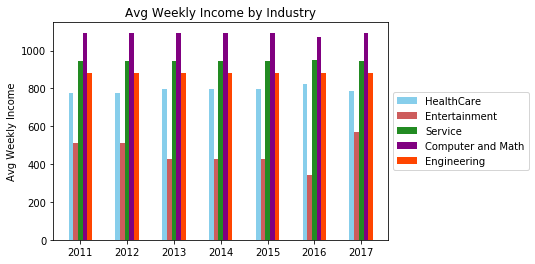 Avg Weekly Income by Industry
Avg Weekly Income
1000
800
600
400
200
0
2011 2012 2013 2014 2015 2016 2017
HealthCare
Entertainment
Service
Computer and Math
Engineering